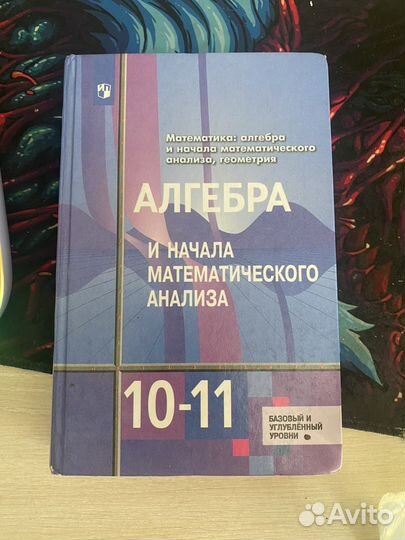 Математика: алгебра
и начала математического
анализа, геометрия
АЛГЕБРА
И НАЧАЛА
МАТЕМАТИЧЕСКОГО
АНАЛИЗА
10-11
БАЗОВЫЙ И
УГЛУБЛЁННЫЙ
УРОВНИ
Avito